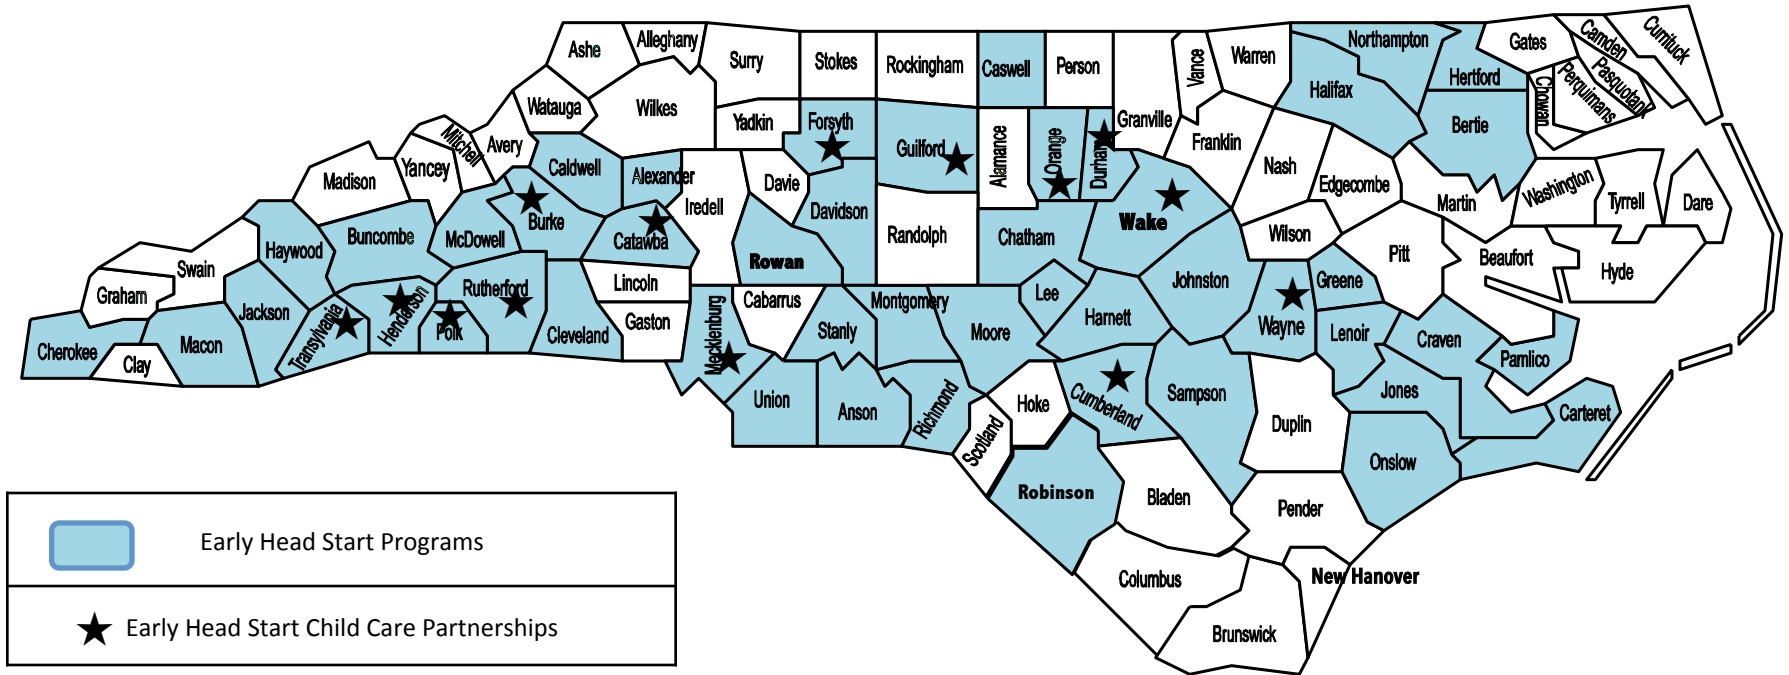 Ashe
Alleghany
Surry
Stokes
Rockingham
Caswell
Person
Vance
Warren
Northampton
Gates
Camden
Currituck
Granville
Halifax
Hertford
Chowan
Perquimans
Pasquotank
Watauga
Wilkes
Yadkin
Forsyth
Guilford
Alamance
Orange
Durham
Franklin
Bertie
Mitchell
Avery
Yancey
Madison
Caldwell
Alexander
Iredell
Davie
Nash
Edgecombe
Martin
Washington
Tyrrell
Dare
Davidson
Randolph
Chatham
Wake
Wilson
Pitt
Beaufort
Hyde
Haywood
Buncombe
McDowell
Burke
Catawba
Rowan
Swain
Graham
Jackson
Macon
Cherokee
Clay
Transylvania
Henderson
Polk
Rutherford
Cleveland
Lincoln
Gaston
Mecklenburg
Cabarrus
Stanly
Montgomery
Moore
Lee
Harnett
Johnston
Wayne
Greene
Lenoir
Craven
Pamlico
Jones
Carteret
Union
Anson
Richmond
Scotland
Hoke
Cumberland
Sampson
Duplin
Onslow
Robinson
Bladen
Pender
Columbus
New Hanover
Brunswick
Early Head Start Programs
Early Head Start Child Care Partnerships